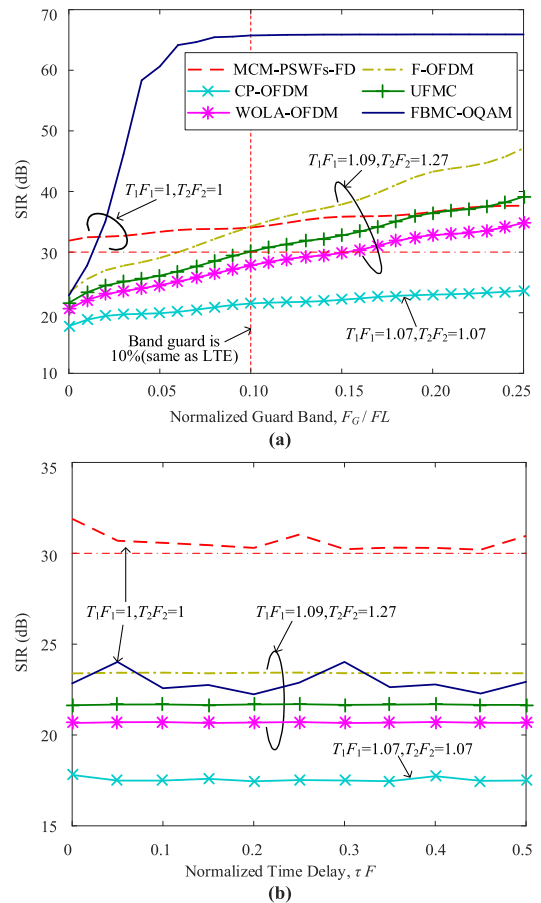 70
60
50
40
30
20
10
SIR (dB)
MCM-PSWFs-FD
F-OFDM
CP-OFDM
UFMC
WOLA-OFDM
FBMC-OQAM
T₁F₁=1.09,T₂F₂=1.27
T₁F₁=1,T₂F₂=1
Band guard is
10%(same as LTE)
T₁F₁=1.07,T₂F₂=1.07
0 0.05 0.10 0.15 0.20 0.25
Normalized Guard Band, F_G / FL
(a)
35
30
25
20
15
SIR (dB)
T₁F₁=1,T₂F₂=1
T₁F₁=1.09,T₂F₂=1.27
T₁F₁=1.07,T₂F₂=1.07
0 0.1 0.2 0.3 0.4 0.5
Normalized Time Delay, τ F
(b)